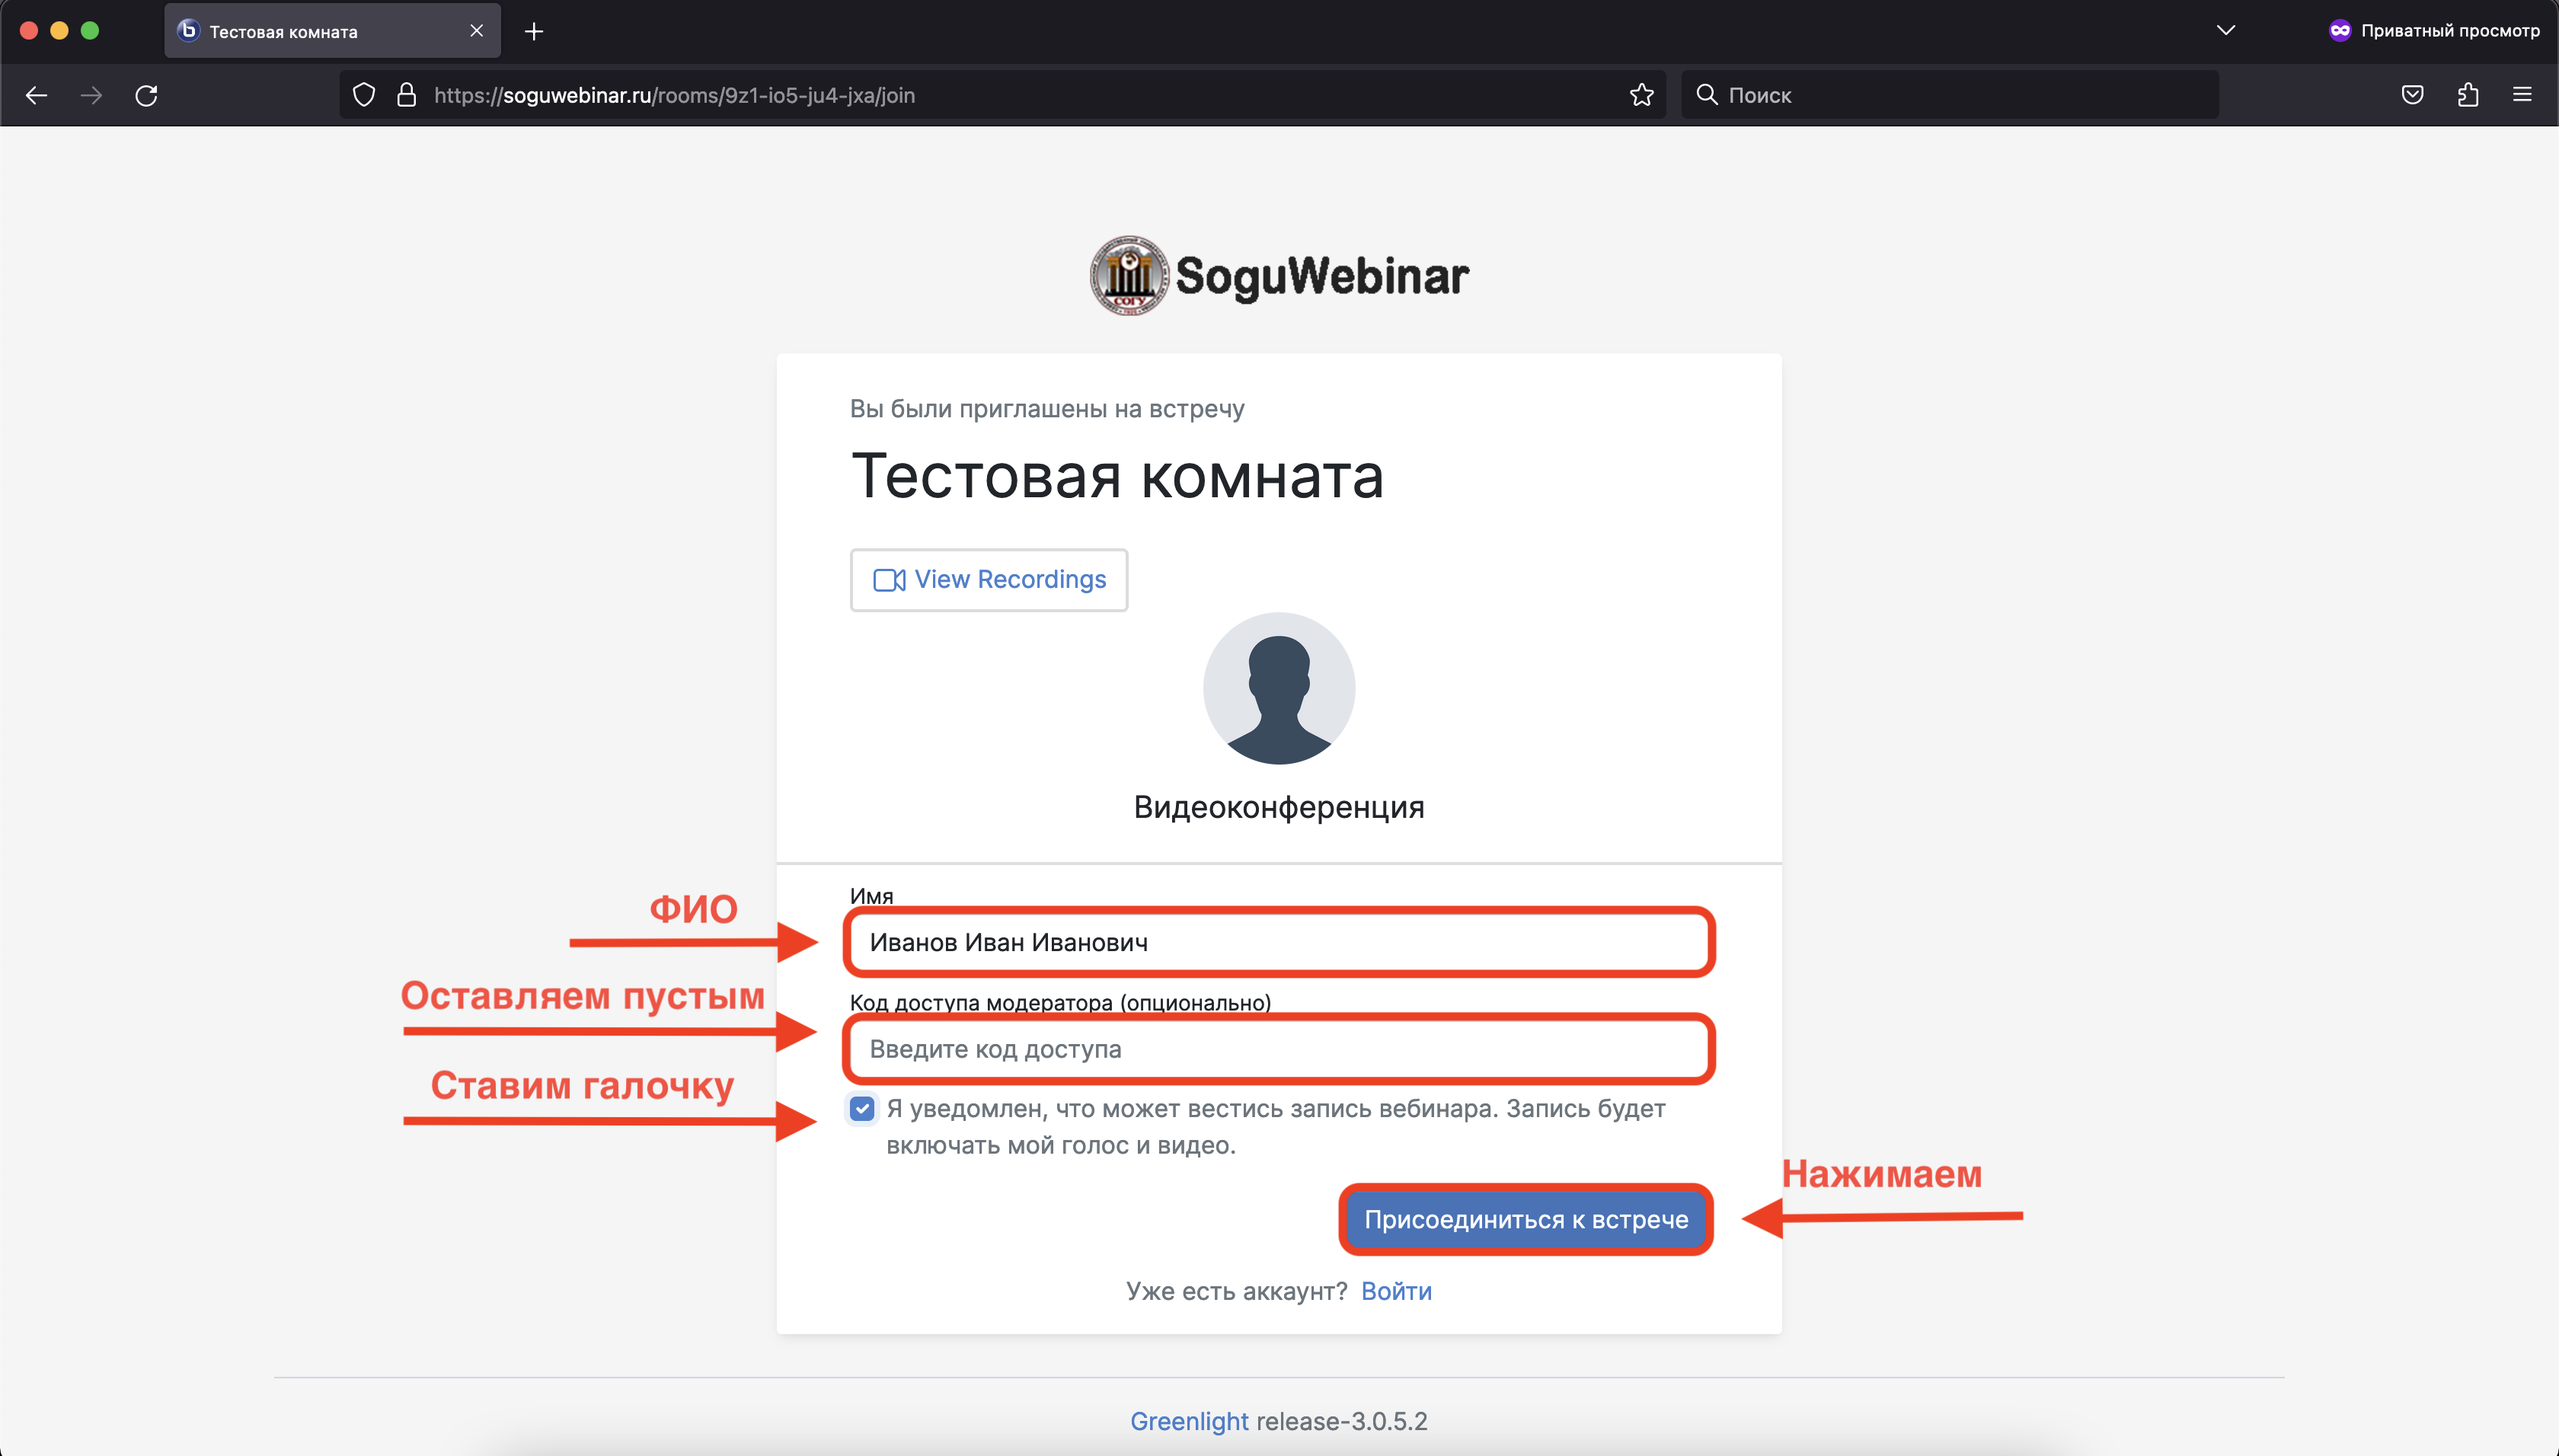 Тестовая комната
Приватный просмотр
https://soguwebinar.ru/rooms/9z1-io5-ju4-jxa/join
Поиск
СОГУ
SoguWebinar
Вы были приглашены на встречу
Тестовая комната
View Recordings
Видеоконференция
Имя
ФИО
Иванов Иван Иванович
Оставляем пустым
Код доступа модератора (опционально)
Введите код доступа
Ставим галочку
Я уведомлен, что может вестись запись вебинара. Запись будет
включать мой голос и видео.
Нажимаем
Присоединиться к встрече
Уже есть аккаунт? Войти
Greenlight release-3.0.5.2